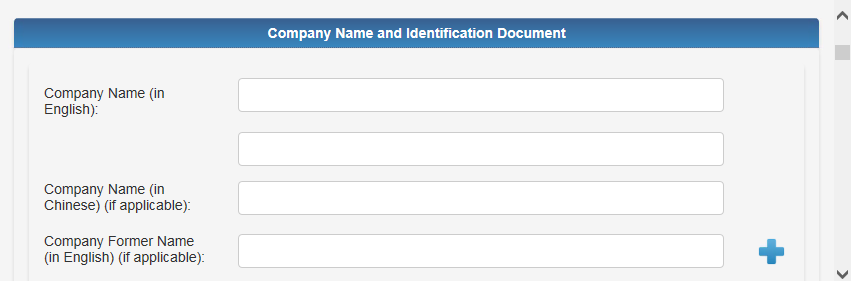 Company Name and Identification Document
Company Name (in
English):
Company Name (in
Chinese) (if applicable):
Company Former Name
(in English) (if applicable):